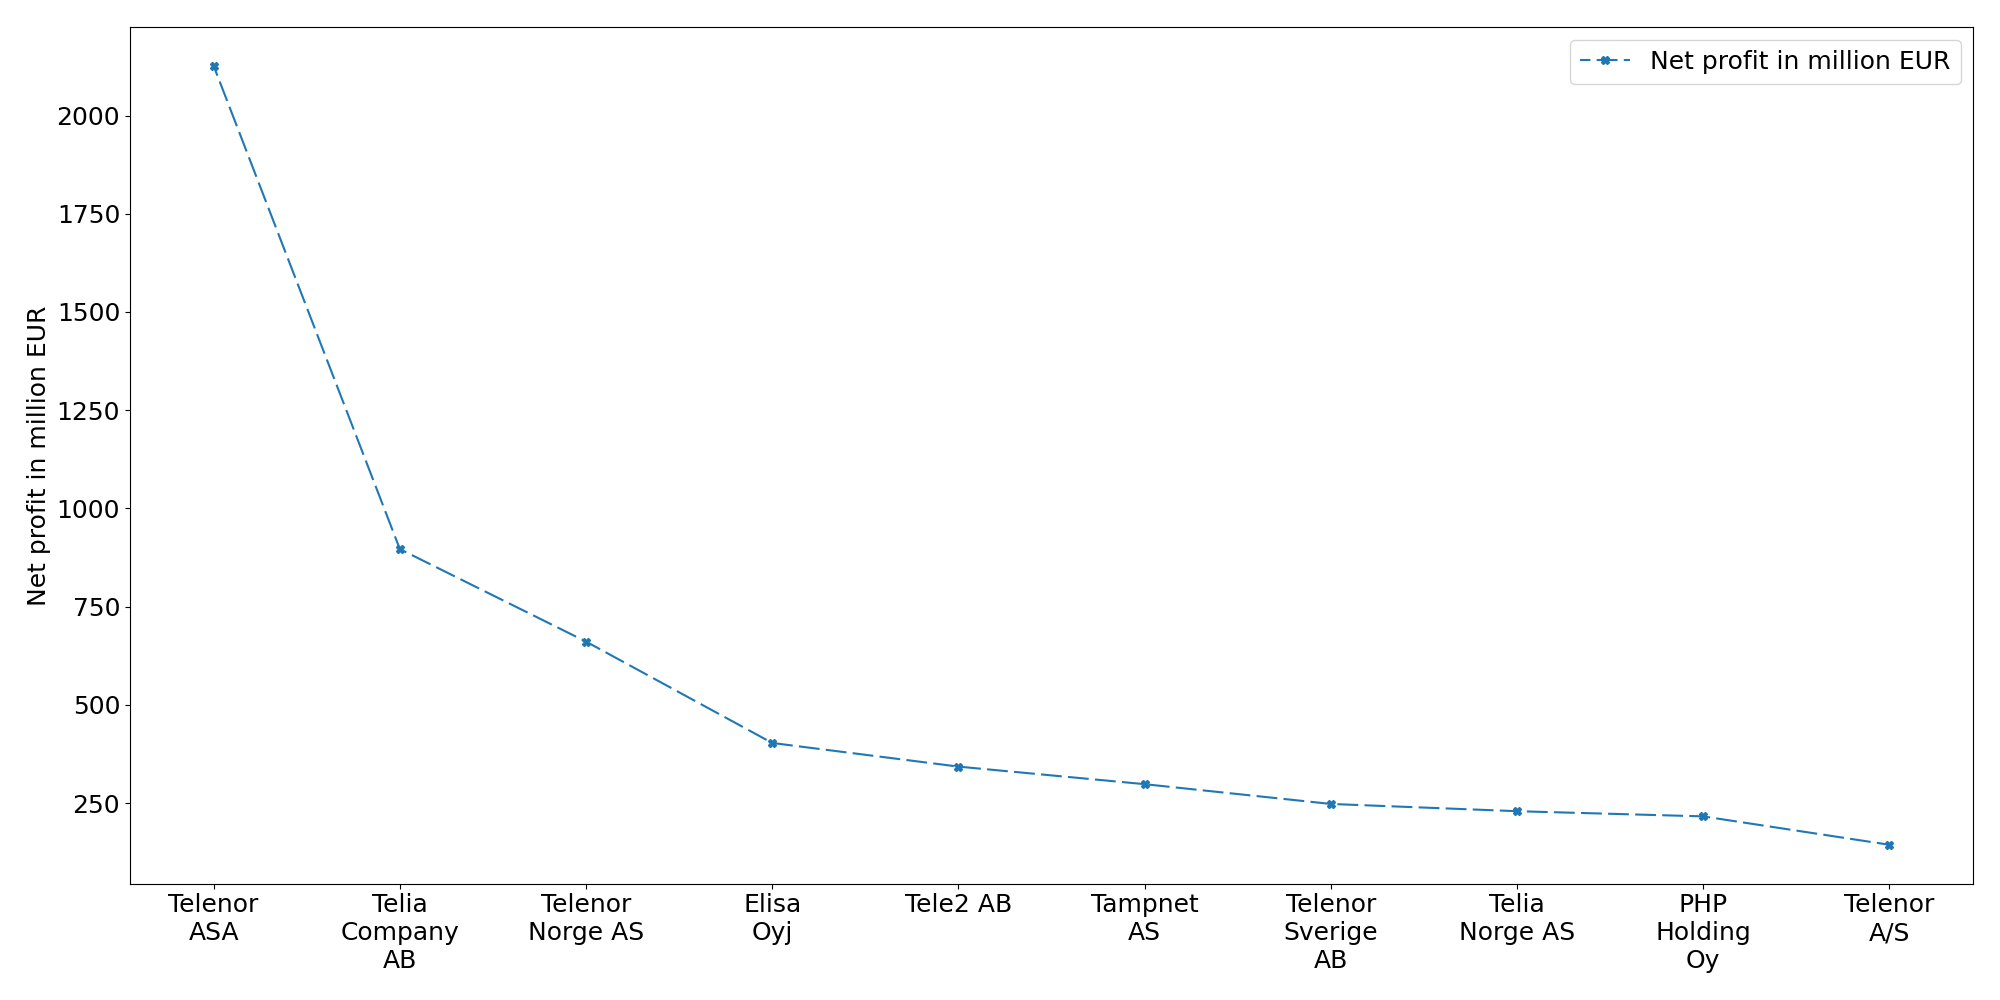 Net profit in million EUR
Net profit in million EUR
2000
1750
1500
1250
1000
750
500
250
Telenor
ASA
Telia
Company
AB
Telenor
Norge AS
Elisa
Oyj
Tele2 AB
Tampnet
AS
Telenor
Sverige
AB
Telia
Norge AS
PHP
Holding
Oy
Telenor
A/S